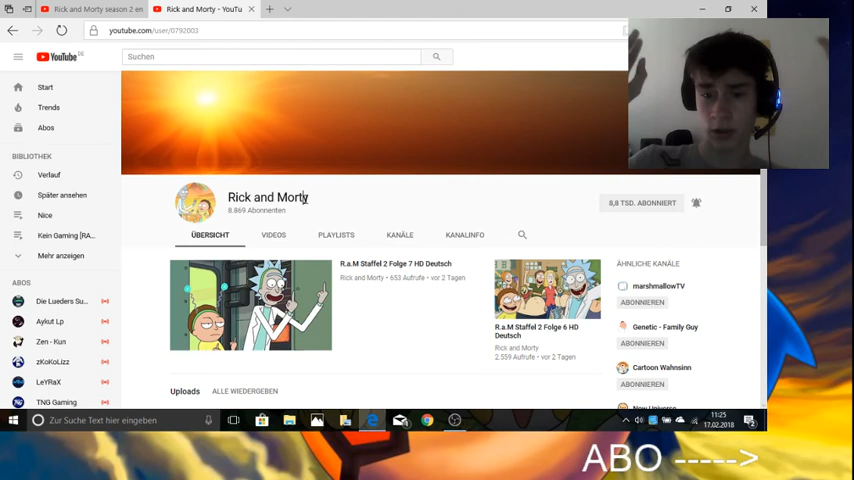 Rick and Morty season 2 en
Rick and Morty - YouTu
youtube.com/user/0792003
YouTube DE
Suchen
Start
Trends
Abos
BIBLIOTHEK
Verlauf
Später ansehen
Nice
Kein Gaming [RA...
Mehr anzeigen
ABOS
Die Lueders Su...
Aykut Lp
Zen - Kun
zKoKoLizz
LeYRaX
TNG Gaming
Rick and Morty
8.869 Abonnenten
8,8 TSD. ABONNIERT
ÜBERSICHT
VIDEOS
PLAYLISTS
KANÄLE
KANALINFO
R.a.M Staffel 2 Folge 7 HD Deutsch
Rick and Morty • 653 Aufrufe • vor 2 Tagen
R.a.M Staffel 2 Folge 6 HD
Deutsch
Rick and Morty
2.559 Aufrufe • vor 2 Tagen
ÄHNLICHE KANÄLE
marshmallowTV
ABONNIEREN
Genetic - Family Guy
ABONNIEREN
Cartoon Wahnsinn
ABONNIEREN
New Universe
Uploads
ALLE WIEDERGEBEN
Zur Suche Text hier eingeben
11:25
17.02.2018
ABO ----->